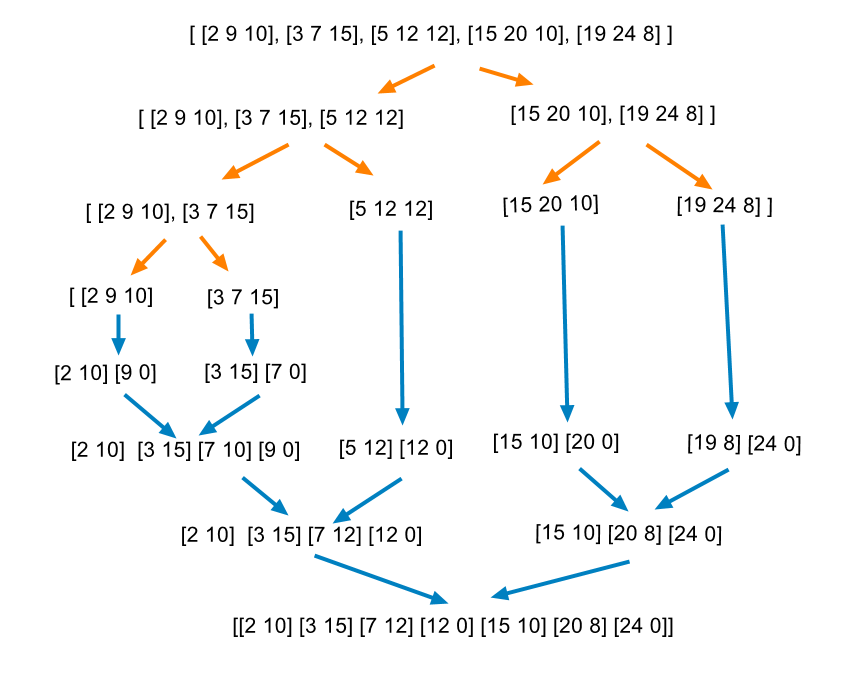 [ [2 9 10], [3 7 15], [5 12 12], [15 20 10], [19 24 8] ]
[ [2 9 10], [3 7 15], [5 12 12]
[15 20 10], [19 24 8] ]
[ [2 9 10], [3 7 15]
[5 12 12]
[15 20 10]
[19 24 8] ]
[ [2 9 10]
[3 7 15]
[2 10] [9 0]
[3 15] [7 0]
[2 10] [3 15] [7 10] [9 0]
[5 12] [12 0]
[15 10] [20 0]
[19 8] [24 0]
[2 10] [3 15] [7 12] [12 0]
[15 10] [20 8] [24 0]
[[2 10] [3 15] [7 12] [12 0] [15 10] [20 8] [24 0]]